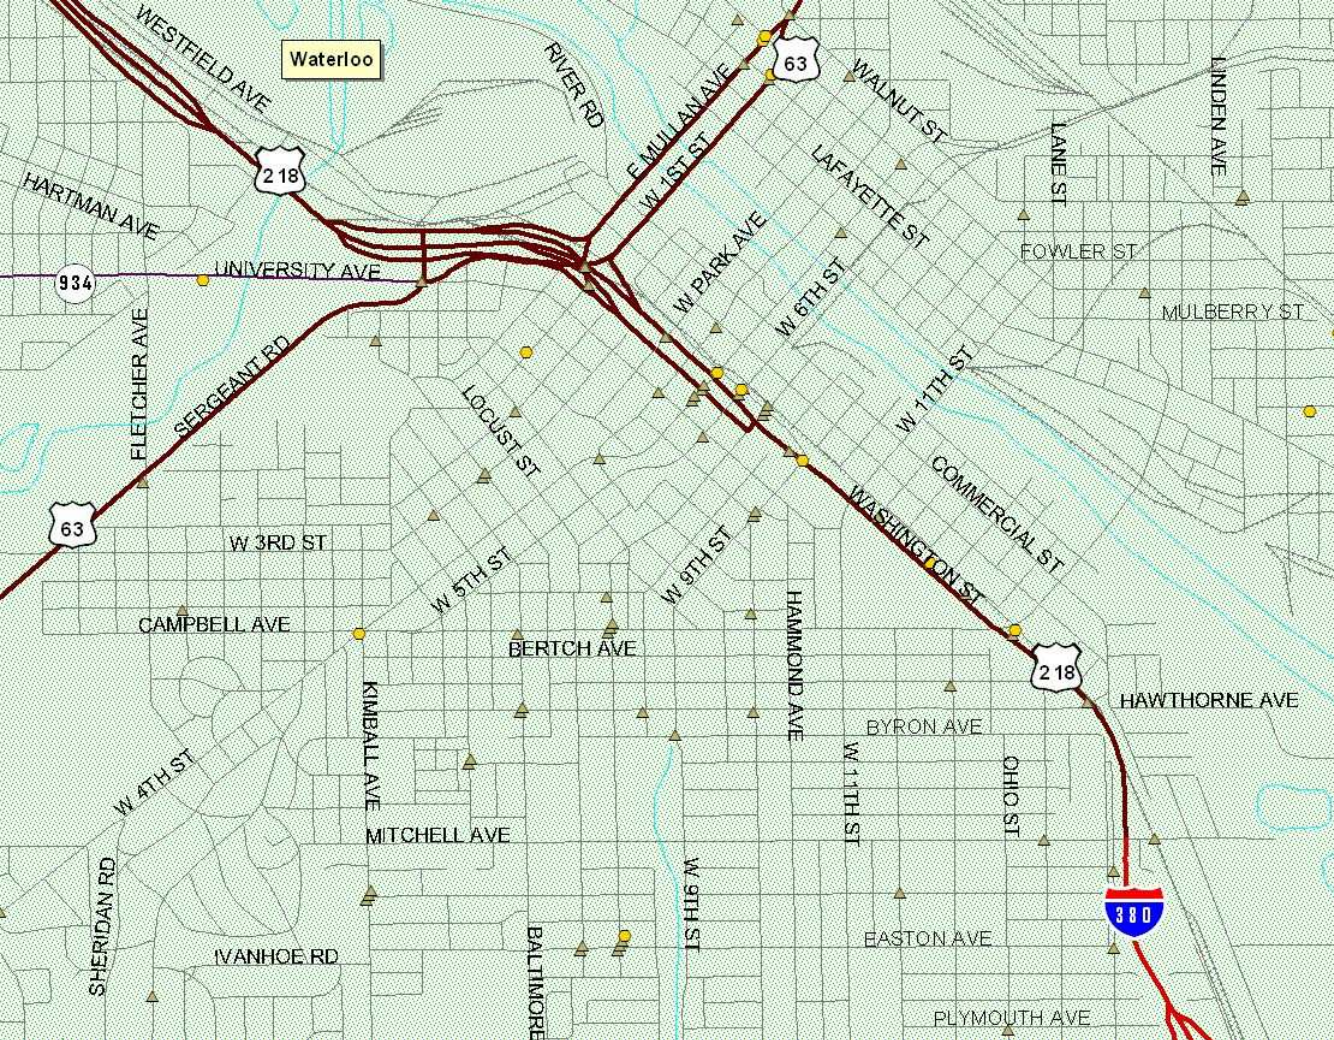 WESTFIELD AVE
Waterloo
RIVER RD
63
E MULLAN AVE
W 1ST ST
WALNUT ST
LAFAYETTE ST
LANE ST
LINDEN AVE
218
HARTMAN AVE
FOWLER ST
W PARK AVE
W 6TH ST
934
UNIVERSITY AVE
MULBERRY ST
FLETCHER AVE
SERGEANT RD
LOCUST ST
W 11TH ST
COMMERCIAL ST
WASHINGTON ST
63
W 3RD ST
W 5TH ST
W 9TH ST
CAMPBELL AVE
BERTCH AVE
HAMMOND AVE
218
HAWTHORNE AVE
KIMBALL AVE
BYRON AVE
W 4TH ST
W 11TH ST
OHIO ST
MITCHELL AVE
SHERIDAN RD
W 9TH ST
380
IVANHOE RD
BALTIMORE
EASTON AVE
PLYMOUTH AVE